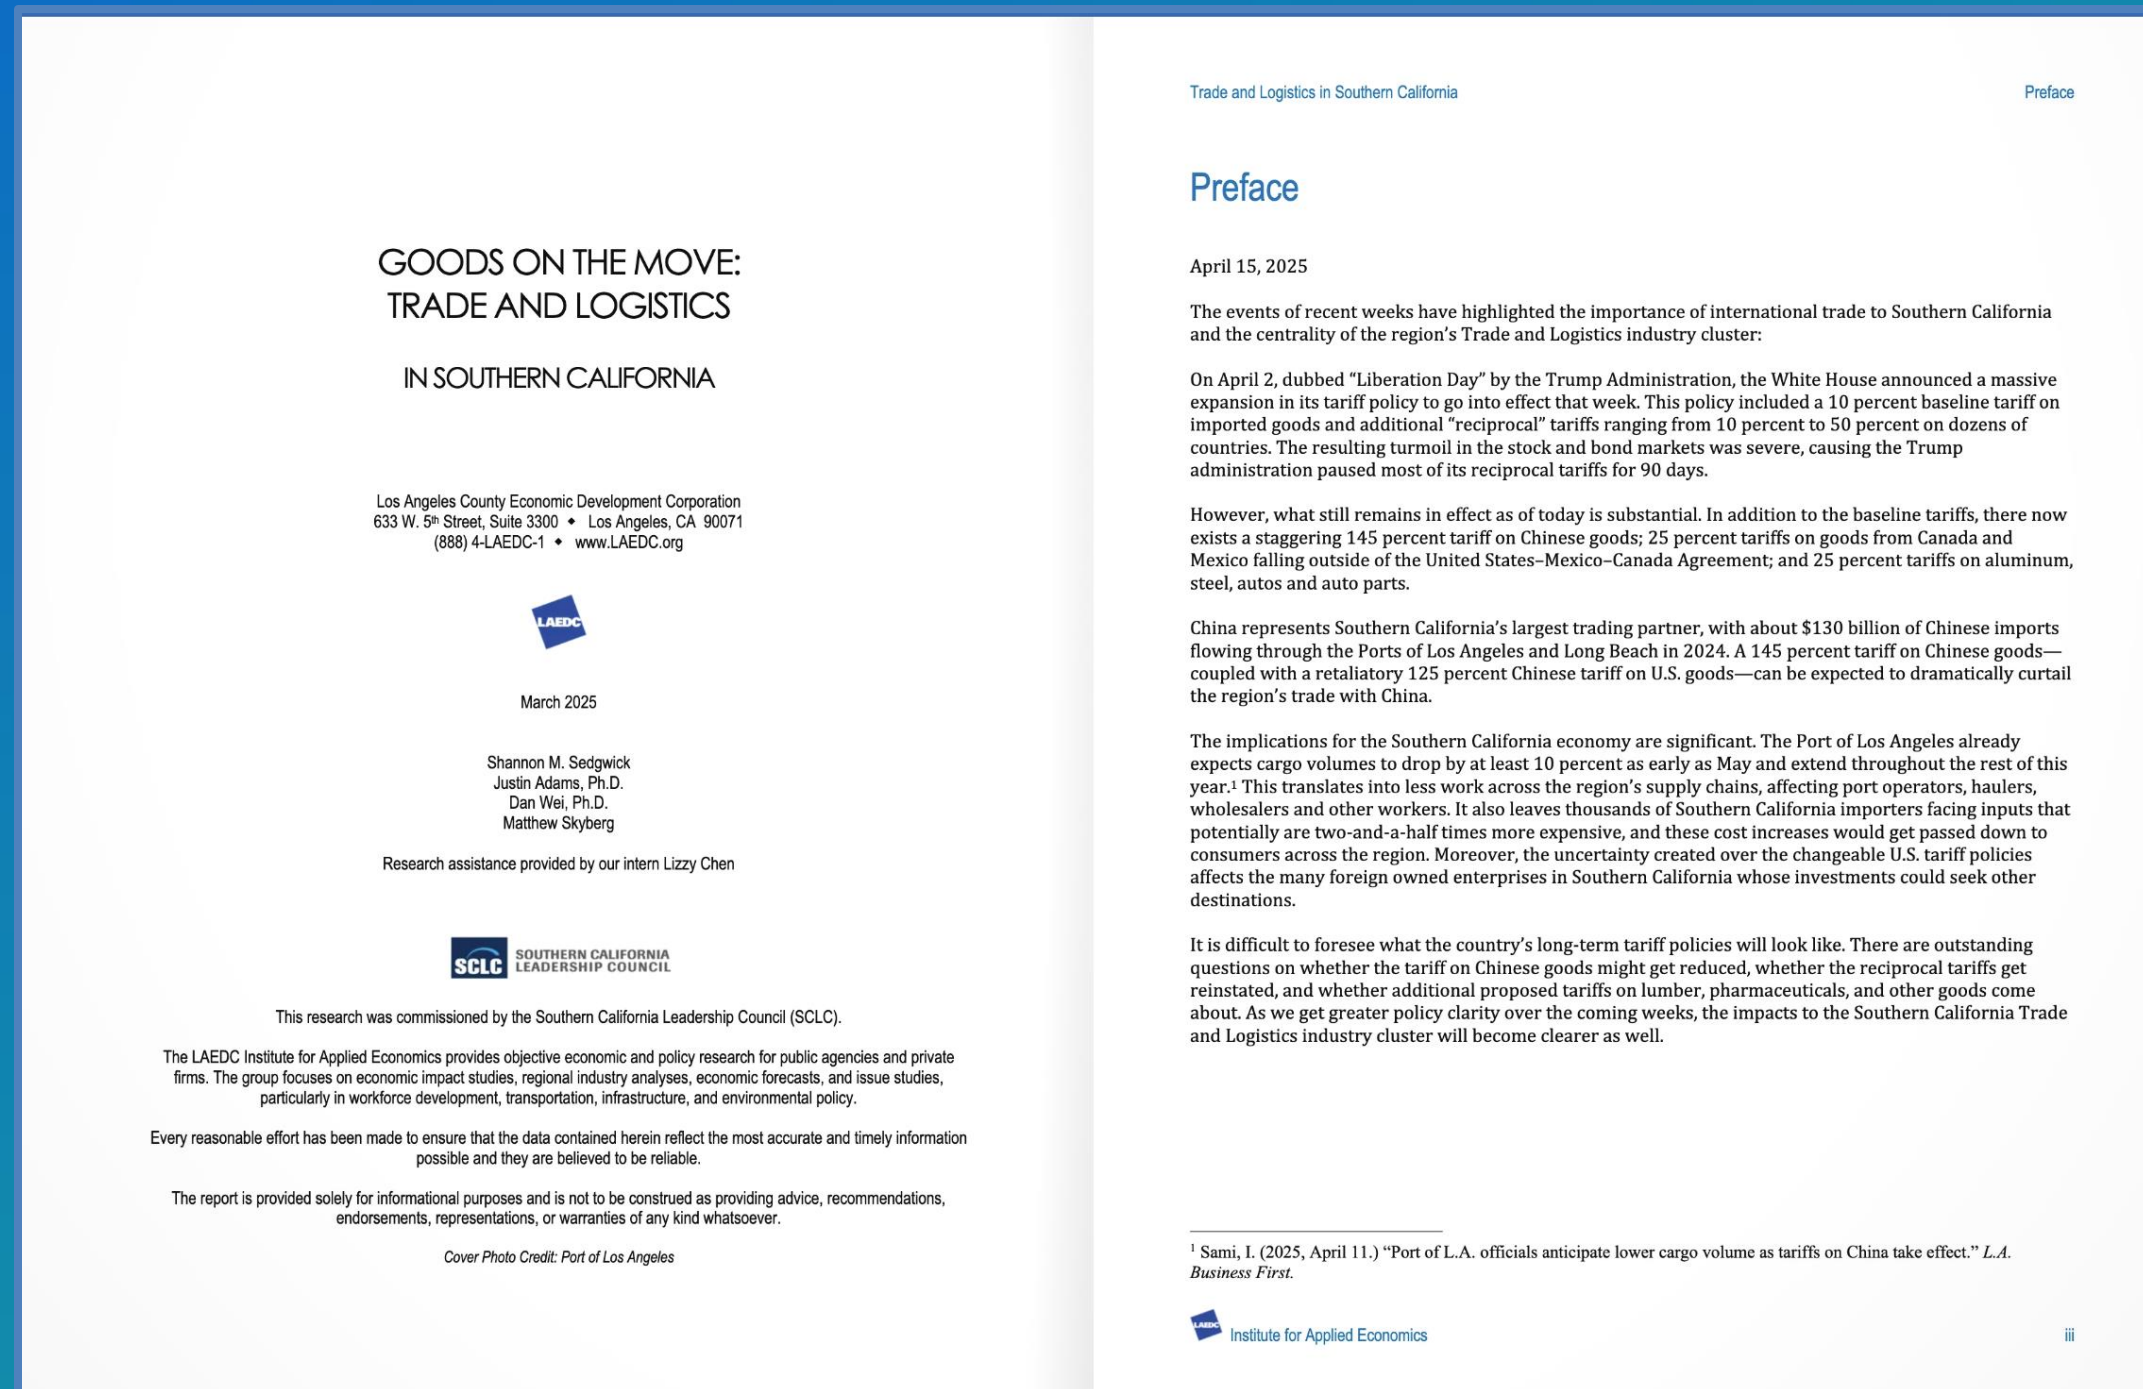 GOODS ON THE MOVE:
TRADE AND LOGISTICS
IN SOUTHERN CALIFORNIA
Los Angeles County Economic Development Corporation
633 W. 5th Street, Suite 3300 ◆ Los Angeles, CA 90071
(888) 4-LAEDC-1 ◆ www.LAEDC.org
LAEDC
March 2025
Shannon M. Sedgwick
Justin Adams, Ph.D.
Dan Wei, Ph.D.
Matthew Skyberg
Research assistance provided by our intern Lizzy Chen
SCLC SOUTHERN CALIFORNIA
LEADERSHIP COUNCIL
This research was commissioned by the Southern California Leadership Council (SCLC).
The LAEDC Institute for Applied Economics provides objective economic and policy research for public agencies and private
firms. The group focuses on economic impact studies, regional industry analyses, economic forecasts, and issue studies,
particularly in workforce development, transportation, infrastructure, and environmental policy.
Every reasonable effort has been made to ensure that the data contained herein reflect the most accurate and timely information
possible and they are believed to be reliable.
The report is provided solely for informational purposes and is not to be construed as providing advice, recommendations,
endorsements, representations, or warranties of any kind whatsoever.
Cover Photo Credit: Port of Los Angeles
Trade and Logistics in Southern California Preface
Preface
April 15, 2025
The events of recent weeks have highlighted the importance of international trade to Southern California
and the centrality of the region's Trade and Logistics industry cluster:
On April 2, dubbed “Liberation Day” by the Trump Administration, the White House announced a massive
expansion in its tariff policy to go into effect that week. This policy included a 10 percent baseline tariff on
imported goods and additional “reciprocal” tariffs ranging from 10 percent to 50 percent on dozens of
countries. The resulting turmoil in the stock and bond markets was severe, causing the Trump
administration paused most of its reciprocal tariffs for 90 days.
However, what still remains in effect as of today is substantial. In addition to the baseline tariffs, there now
exists a staggering 145 percent tariff on Chinese goods; 25 percent tariffs on goods from Canada and
Mexico falling outside of the United States–Mexico–Canada Agreement; and 25 percent tariffs on aluminum,
steel, autos and auto parts.
China represents Southern California’s largest trading partner, with about $130 billion of Chinese imports
flowing through the Ports of Los Angeles and Long Beach in 2024. A 145 percent tariff on Chinese goods—
coupled with a retaliatory 125 percent Chinese tariff on U.S. goods—can be expected to dramatically curtail
the region’s trade with China.
The implications for the Southern California economy are significant. The Port of Los Angeles already
expects cargo volumes to drop by at least 10 percent as early as May and extend throughout the rest of this
year.¹ This translates into less work across the region’s supply chains, affecting port operators, haulers,
wholesalers and other workers. It also leaves thousands of Southern California importers facing inputs that
potentially are two-and-a-half times more expensive, and these cost increases would get passed down to
consumers across the region. Moreover, the uncertainty created over the changeable U.S. tariff policies
affects the many foreign owned enterprises in Southern California whose investments could seek other
destinations.
It is difficult to foresee what the country’s long-term tariff policies will look like. There are outstanding
questions on whether the tariff on Chinese goods might get reduced, whether the reciprocal tariffs get
reinstated, and whether additional proposed tariffs on lumber, pharmaceuticals, and other goods come
about. As we get greater policy clarity over the coming weeks, the impacts to the Southern California Trade
and Logistics industry cluster will become clearer as well.
¹ Sami, I. (2025, April 11.) “Port of L.A. officials anticipate lower cargo volume as tariffs on China take effect.” L.A.
Business First.
LAEDC Institute for Applied Economics iii